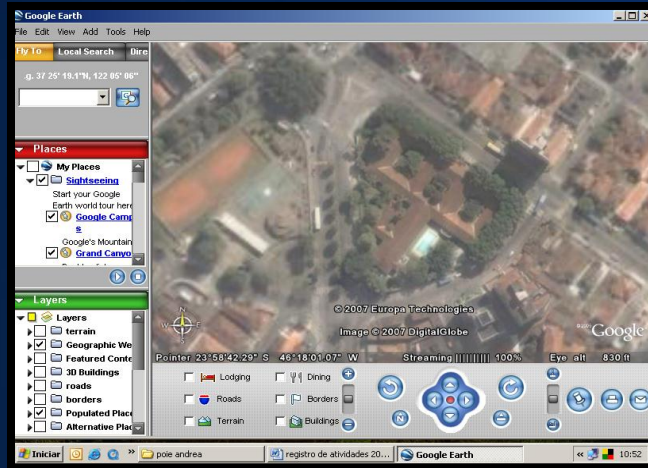 Google Earth
File Edit View Add Tools Help
Fly To Local Search Dire
.g. 37 25' 19.1"N, 122 05' 06"
Places
My Places
Sightseeing
Start your Google
Earth world tour here
Google Camp
s
Google's Mountain
Grand Canyo
Layers
Layers
terrain
Geographic We
Featured Conte
3D Buildings
roads
borders
Populated Place
Alternative Plac
N
W E
S
© 2007 Europa Technologies
Image © 2007 DigitalGlobe
©2007 Google
Pointer 23°58'42.29" S 46°18'01.07" W Streaming 100% Eye alt 830 ft
Lodging Dining
Roads Borders
Terrain Buildings
N
Iniciar poie andrea registro de atividades 20... Google Earth 10:52